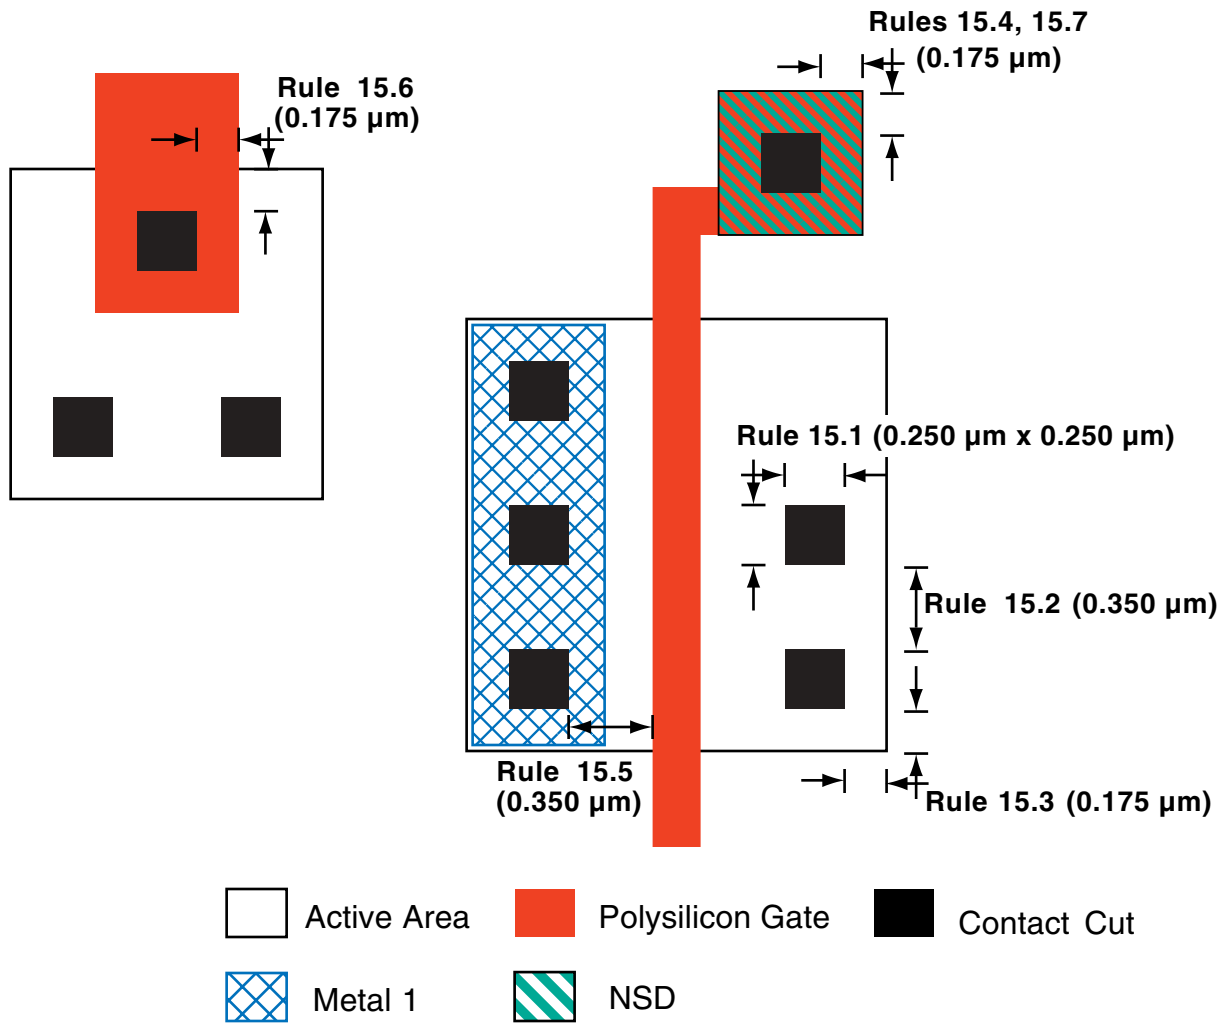 Rules 15.4, 15.7
(0.175 µm)
Rule 15.6
(0.175 µm)
Rule 15.1 (0.250 µm x 0.250 µm)
Rule 15.2 (0.350 µm)
Rule 15.5
(0.350 µm)
Rule 15.3 (0.175 µm)
Active Area
Polysilicon Gate
Contact Cut
Metal 1
NSD